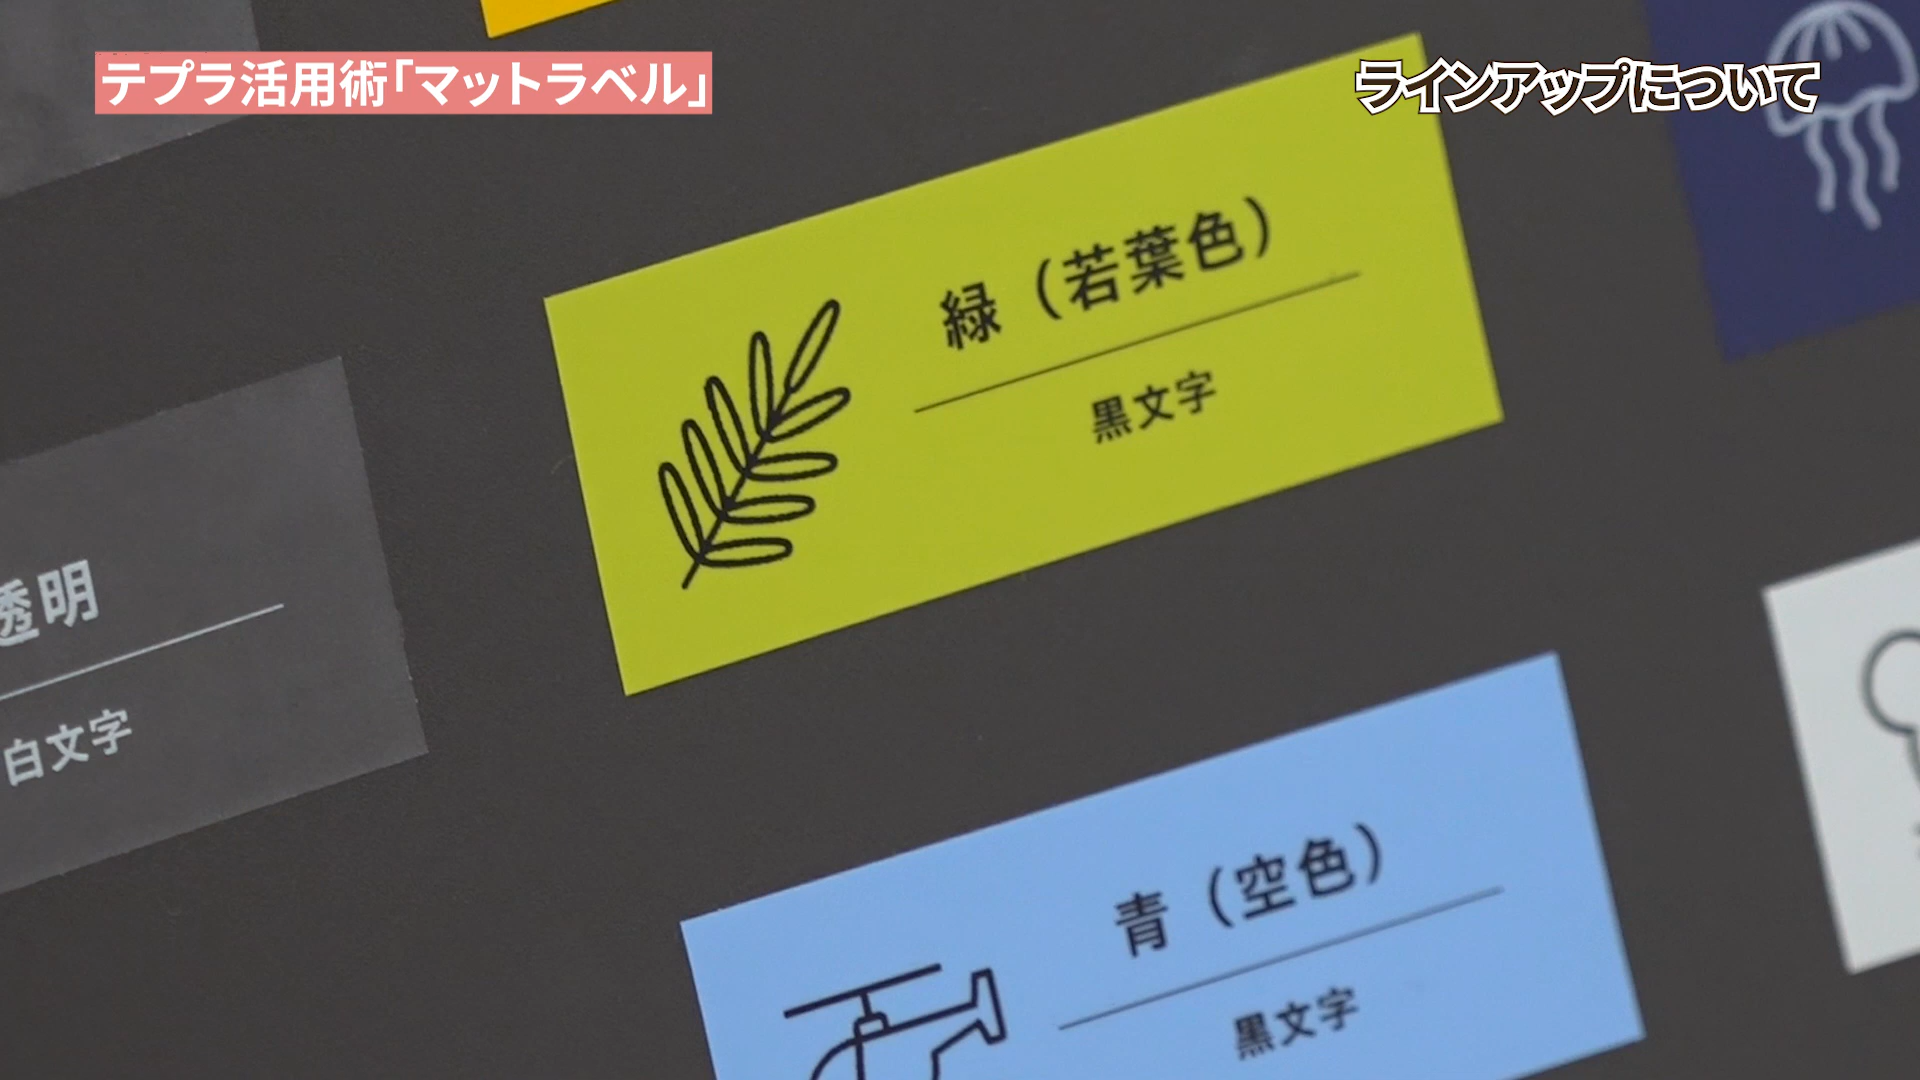 テプラ活用術「マットラベル」
ラインアップについて
緑（若葉色）
黒文字
透明
白文字
青（空色）
黒文字